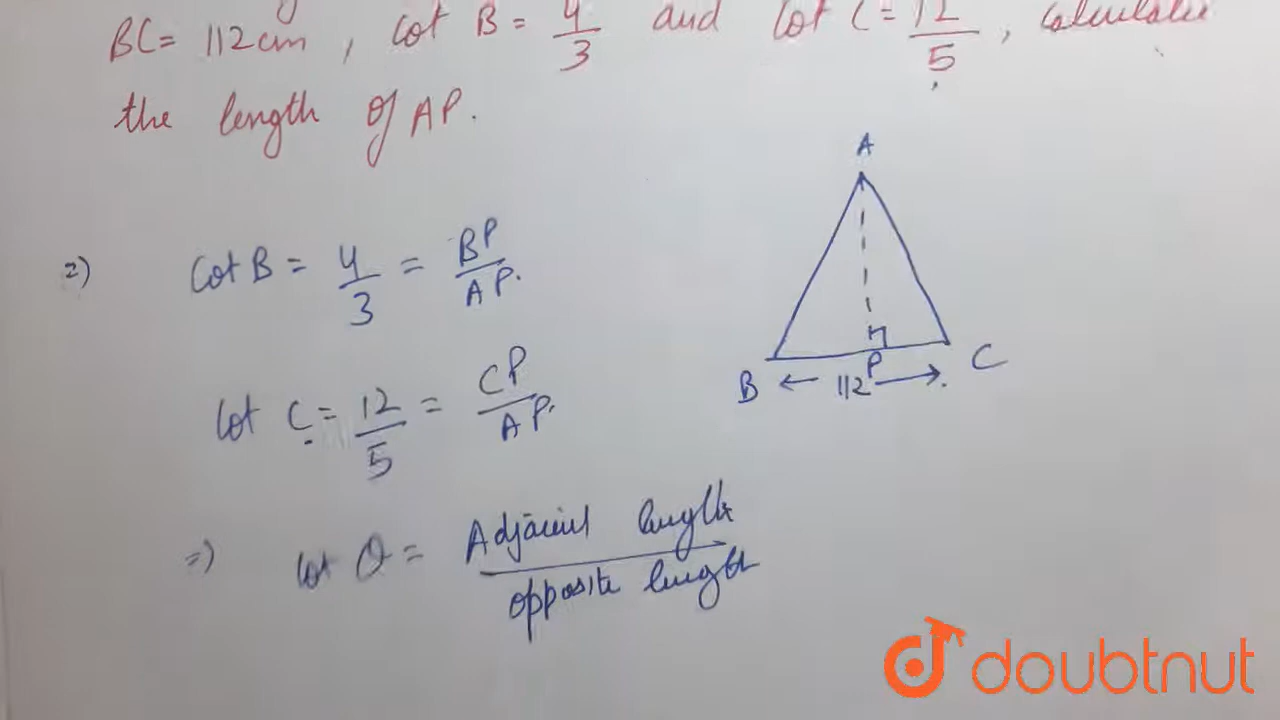 BC = 112 cm, Cot B = 4/3 and Cot C = 12/5, Calculate
the length of AP.
A
2) Cot B = 4/3 = BP/AP.
P
B 112 C
Cot C = 12/5 = CP/AP.
=> Cot θ = Adjacent length/opposite length
doubtnut